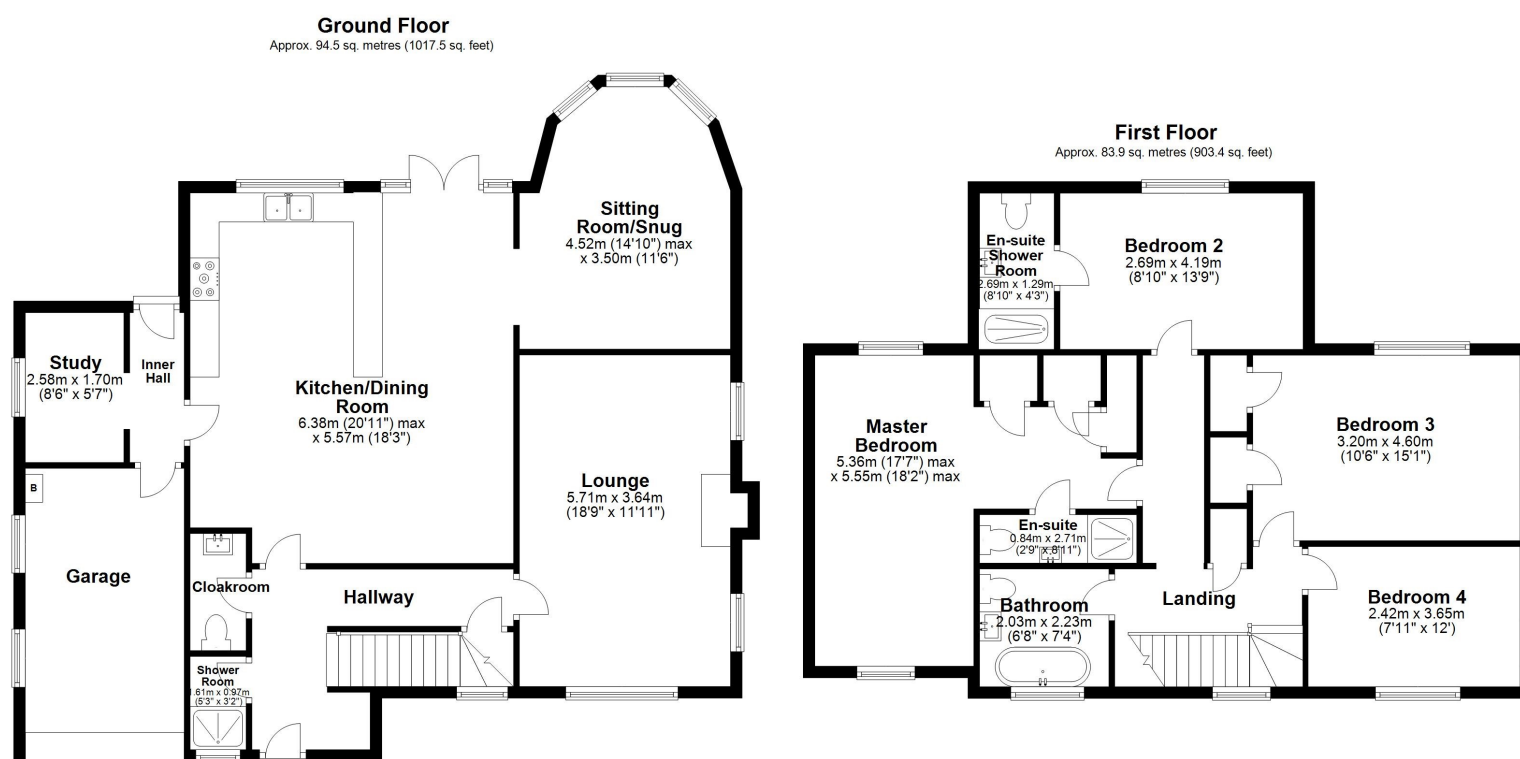 Ground Floor
Approx. 94.5 sq. metres (1017.5 sq. feet)
Sitting
Room/Snug
4.52m (14'10") max
x 3.50m (11'6")
Study
2.58m x 1.70m
(8'6" x 5'7")
Inner
Hall
Kitchen/Dining
Room
6.38m (20'11") max
x 5.57m (18'3")
Lounge
5.71m x 3.64m
(18'9" x 11'11")
B
Garage
Cloakroom
Hallway
Shower
Room
1.61m x 0.97m
(5'3" x 3'2")
First Floor
Approx. 83.9 sq. metres (903.4 sq. feet)
En-suite
Shower
Room
2.69m x 1.29m
(8'10" x 4'3")
Bedroom 2
2.69m x 4.19m
(8'10" x 13'9")
Master
Bedroom
5.36m (17'7") max
x 5.55m (18'2") max
Bedroom 3
3.20m x 4.60m
(10'6" x 15'1")
En-suite
0.84m x 2.71m
(2'9" x 8'11")
Bathroom
2.03m x 2.23m
(6'8" x 7'4")
Landing
Bedroom 4
2.42m x 3.65m
(7'11" x 12')